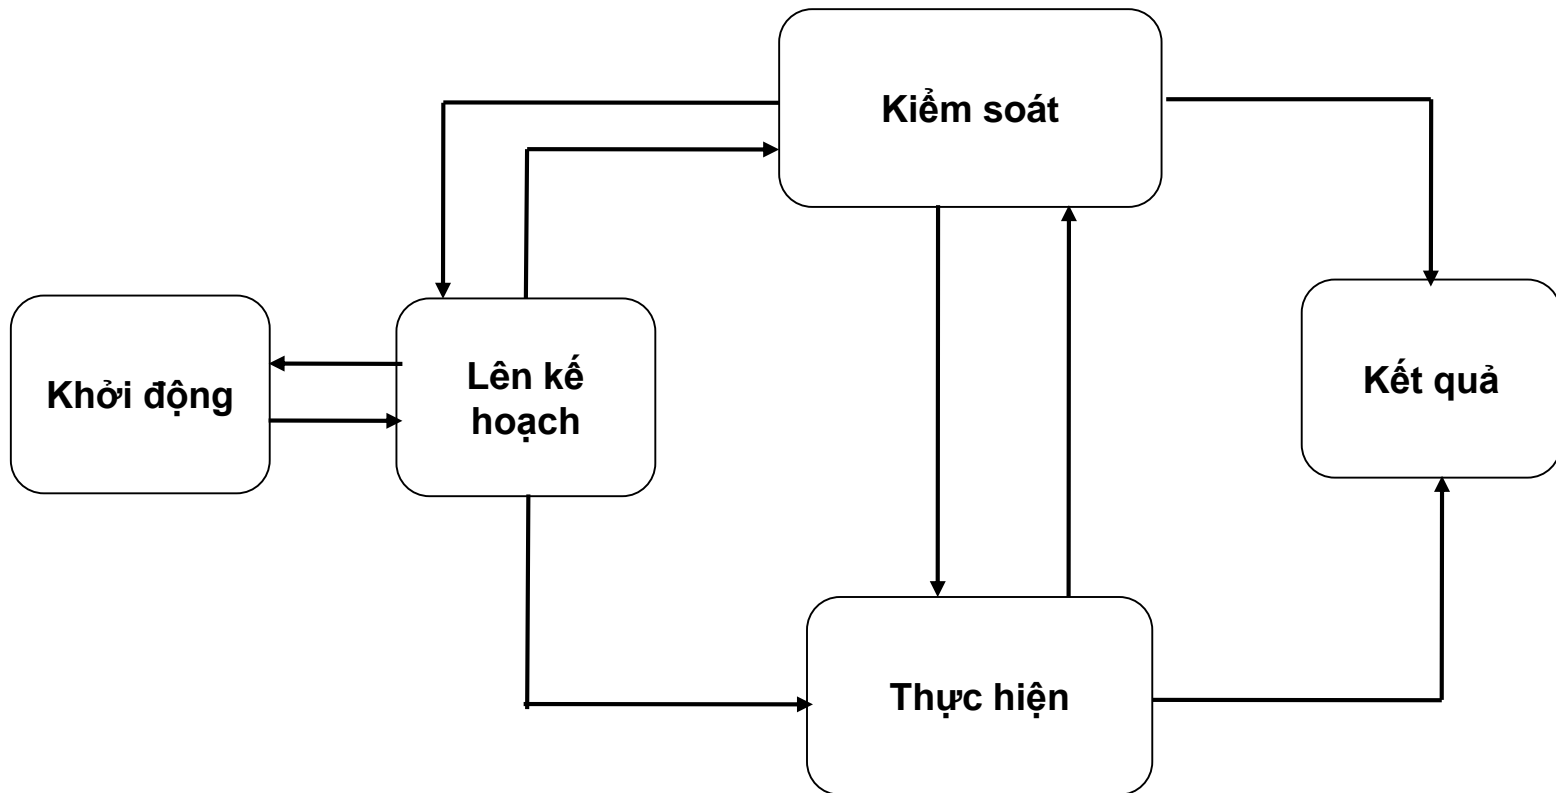 Kiểm soát
Khởi động
Lên kế
hoạch
Kết quả
Thực hiện